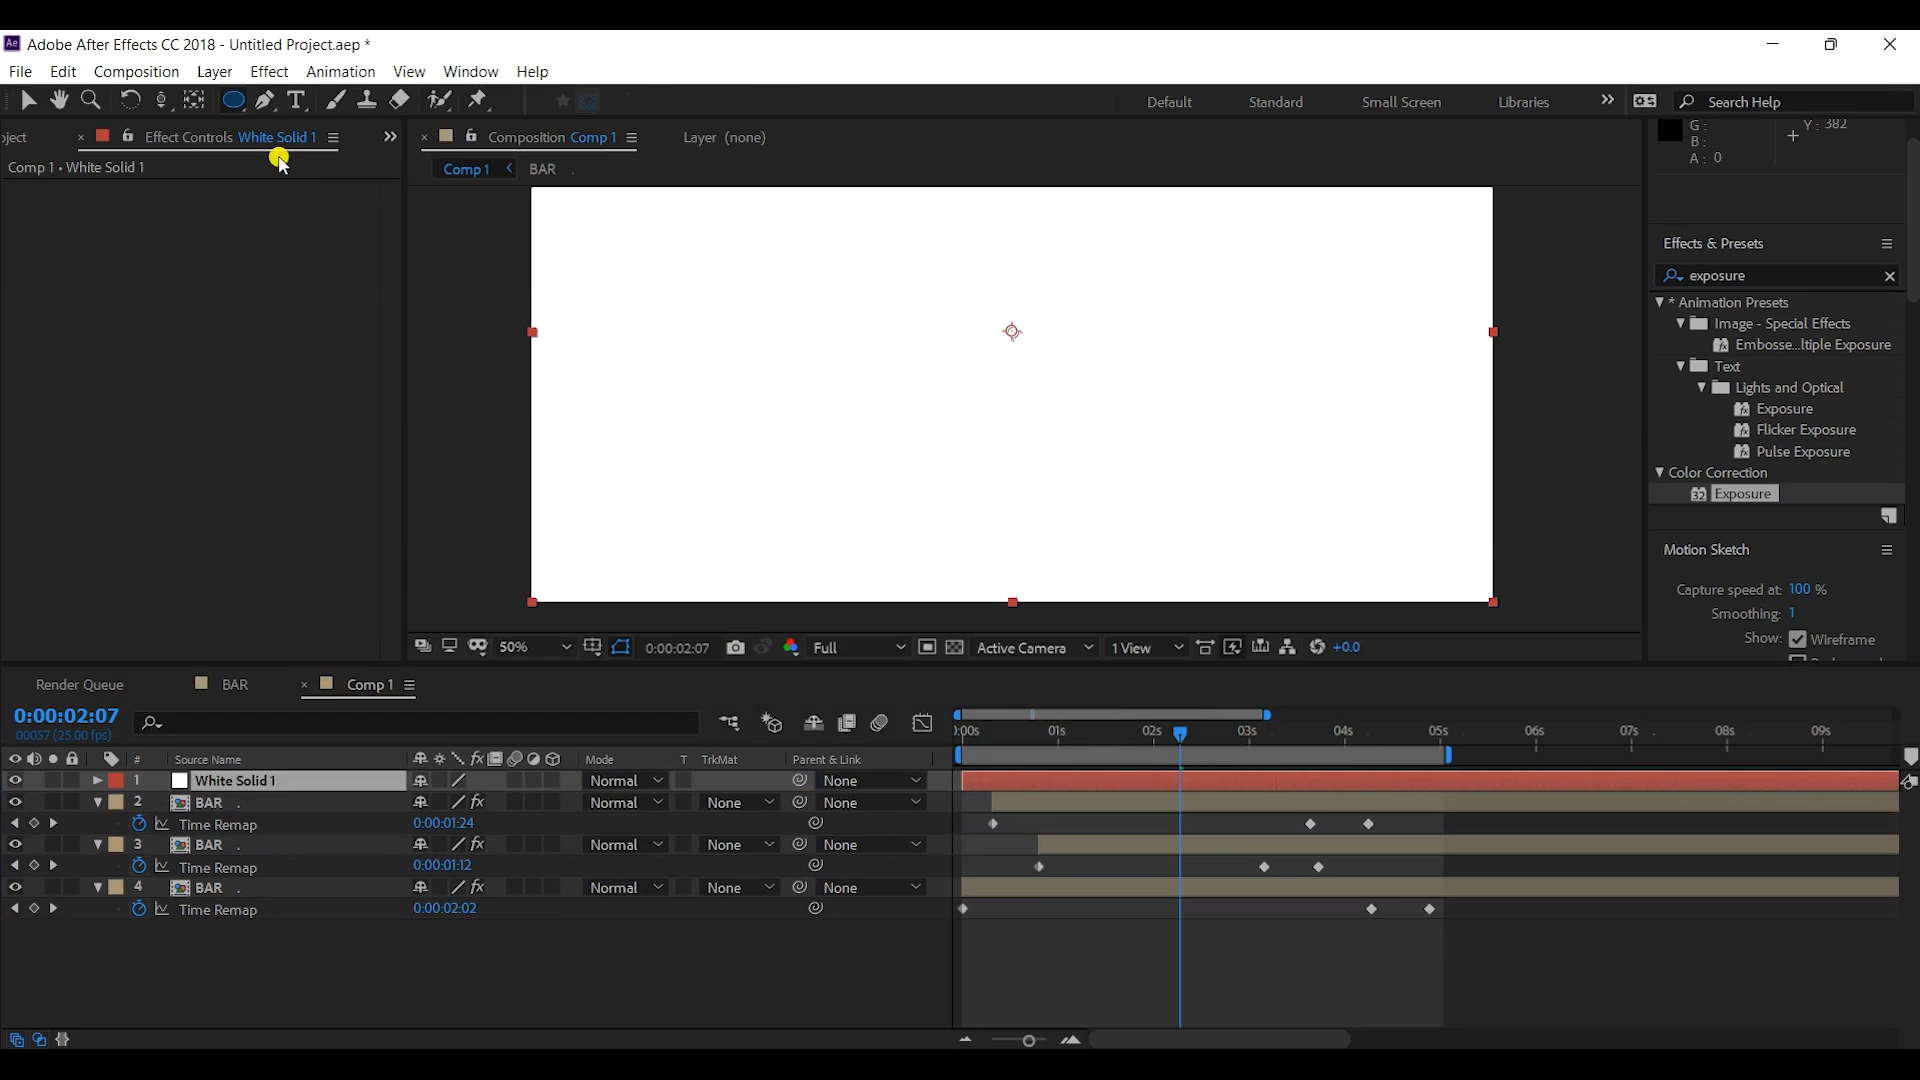 Adobe After Effects CC 2018 - Untitled Project.aep *
File Edit Composition Layer Effect Animation View Window Help
Default Standard Small Screen Libraries Search Help
oject Effect Controls White Solid 1
Comp 1 • White Solid 1
Composition Comp 1 Layer (none)
Comp 1 BAR .
G: Y: 382
B:
A: 0
Effects & Presets
exposure
* Animation Presets
Image - Special Effects
Embosse...ltiple Exposure
Text
Lights and Optical
Exposure
Flicker Exposure
Pulse Exposure
Color Correction
32 Exposure
Motion Sketch
Capture speed at: 100 %
Smoothing: 1
Show: Wireframe
50% 0:00:02:07 Full Active Camera 1 View +0.0
Render Queue BAR Comp 1
0:00:02:07
00057 (25.00 fps)
):00s 01s 02s 03s 04s 05s 06s 07s 08s 09s
# Source Name fx Mode T TrkMat Parent & Link
1 White Solid 1 Normal None
2 BAR . fx Normal None None
Time Remap 0:00:01:24
3 BAR . fx Normal None None
Time Remap 0:00:01:12
4 BAR . fx Normal None None
Time Remap 0:00:02:02